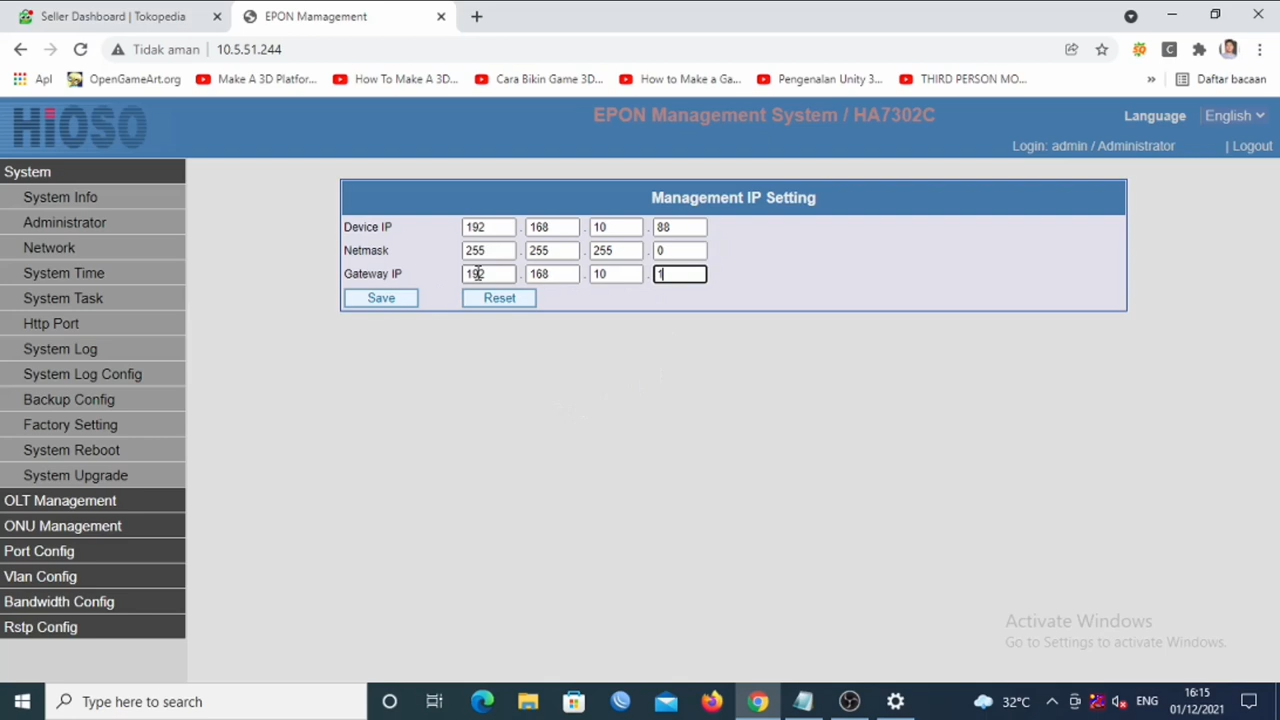 Seller Dashboard | Tokopedia
EPON Mamagement
Tidak aman
10.5.51.244
Apl
OpenGameArt.org
Make A 3D Platfor...
How To Make A 3D...
Cara Bikin Game 3D...
How to Make a Ga...
Pengenalan Unity 3...
THIRD PERSON MO...
»
Daftar bacaan
HiOSO
EPON Management System / HA7302C
Language
English
Login: admin / Administrator
| Logout
System
System Info
Administrator
Network
System Time
System Task
Http Port
System Log
System Log Config
Backup Config
Factory Setting
System Reboot
System Upgrade
OLT Management
ONU Management
Port Config
Vlan Config
Bandwidth Config
Rstp Config
Management IP Setting
Device IP 192 . 168 . 10 . 88
Netmask 255 . 255 . 255 . 0
Gateway IP 192 . 168 . 10 . 1
Save Reset
Activate Windows
Go to Settings to activate Windows.
Type here to search
32°C
ENG
16:15
01/12/2021